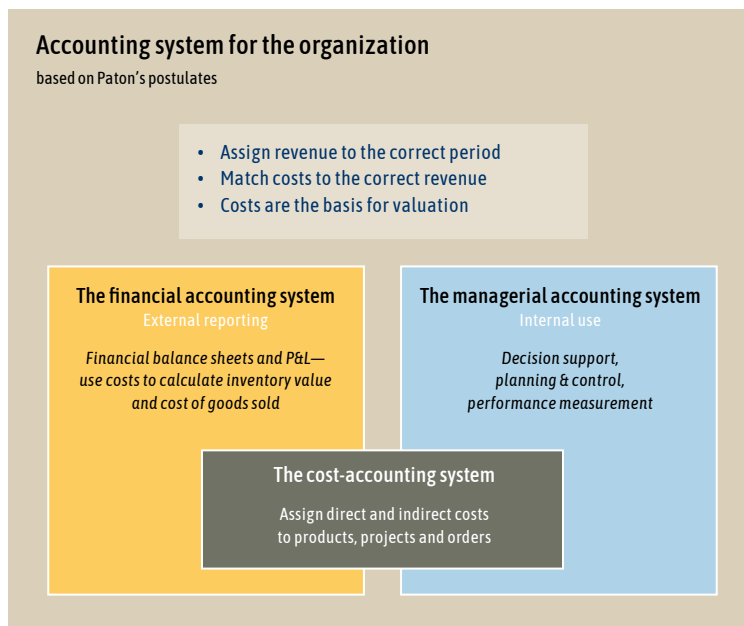 Accounting system for the organization
based on Paton's postulates
• Assign revenue to the correct period
• Match costs to the correct revenue
• Costs are the basis for valuation
The financial accounting system
External reporting
Financial balance sheets and P&L—
use costs to calculate inventory value
and cost of goods sold
The managerial accounting system
Internal use
Decision support,
planning & control,
performance measurement
The cost-accounting system
Assign direct and indirect costs
to products, projects and orders